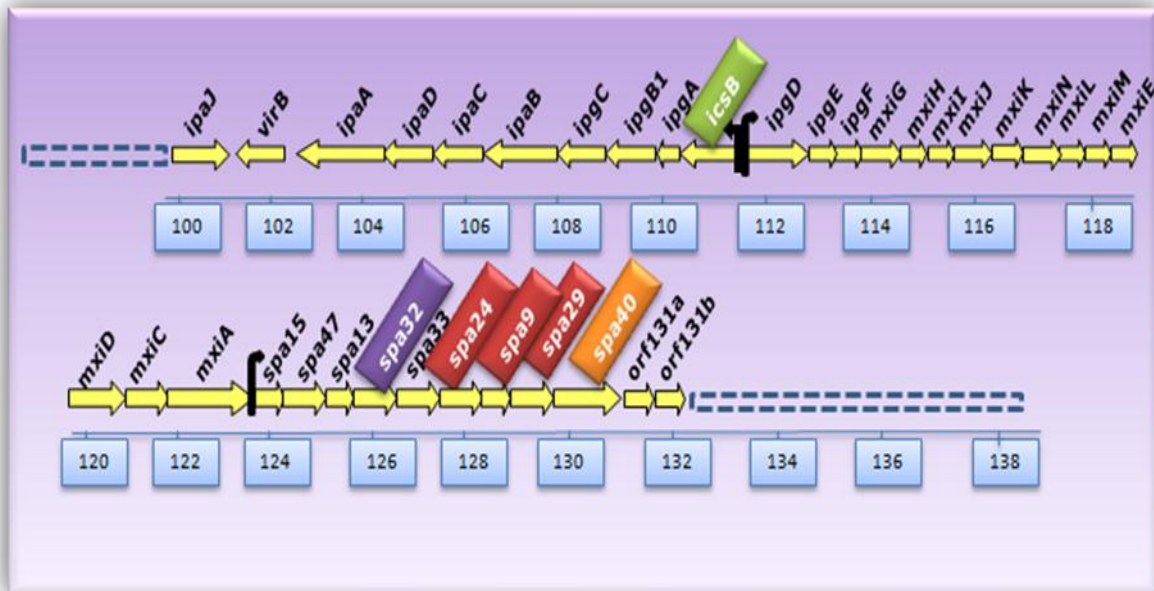 ipaJ virB ipaA ipaD ipaC ipaB ipgC ipgB1 ipgA icsB ipgD ipgE ipgF mxiG mxiH mxiI mxiJ mxiK mxiN mxiL mxiM mxiE
100 102 104 106 108 110 112 114 116 118
mxiD mxiC mxiA spa15 spa47 spa13 spa32 spa33 spa24 spa9 spa29 spa40 orf131a orf131b
120 122 124 126 128 130 132 134 136 138